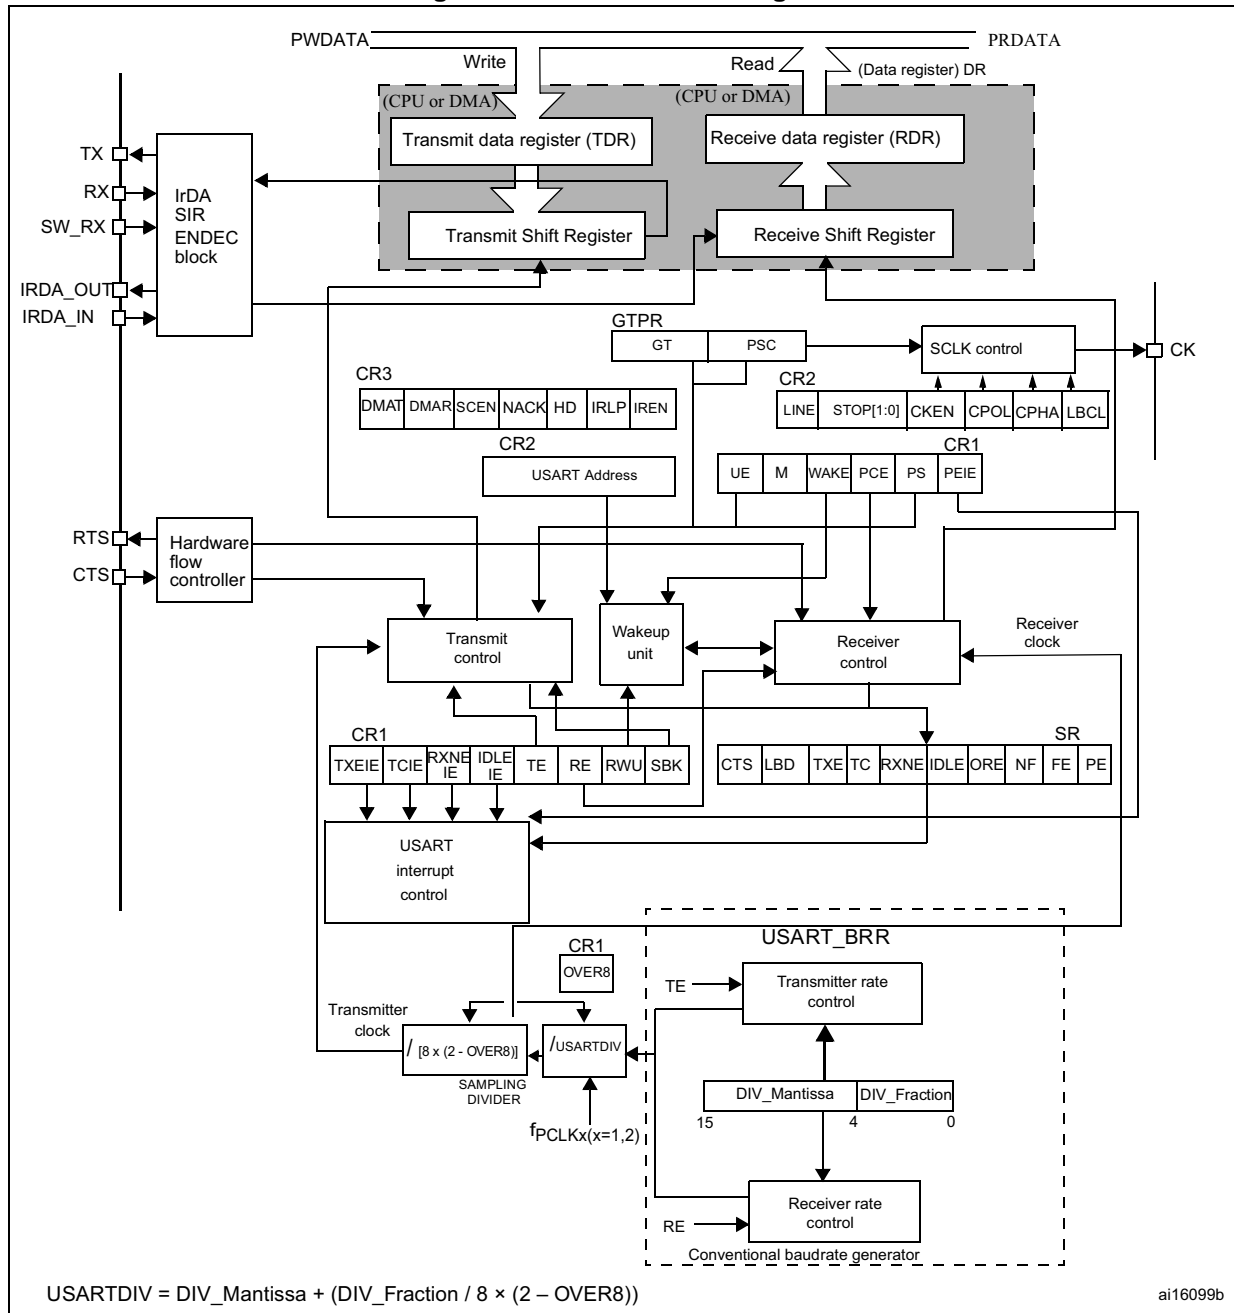 PWDATA
PRDATA
Write
Read
(Data register) DR
(CPU or DMA)
(CPU or DMA)
Transmit data register (TDR)
Receive data register (RDR)
TX
RX
SW_RX
IRDA_OUT
IRDA_IN
IrDA
SIR
ENDEC
block
Transmit Shift Register
Receive Shift Register
GTPR
GT
PSC
SCLK control
CK
CR3
DMAT
DMAR
SCEN
NACK
HD
IRLP
IREN
CR2
LINE
STOP[1:0]
CKEN
CPOL
CPHA
LBCL
CR2
USART Address
CR1
UE
M
WAKE
PCE
PS
PEIE
RTS
CTS
Hardware
flow
controller
Transmit
control
Wakeup
unit
Receiver
control
Receiver
clock
CR1
TXEIE
TCIE
RXNE
IE
IDLE
IE
TE
RE
RWU
SBK
SR
CTS
LBD
TXE
TC
RXNE
IDLE
ORE
NF
FE
PE
USART
interrupt
control
CR1
OVER8
USART_BRR
TE
Transmitter rate
control
Transmitter
clock
/ [8 x (2 - OVER8)]
SAMPLING
DIVIDER
/USARTDIV
fPCLKx(x=1,2)
DIV_Mantissa
DIV_Fraction
15
4
0
RE
Receiver rate
control
Conventional baudrate generator
USARTDIV = DIV_Mantissa + (DIV_Fraction / 8 × (2 – OVER8))
ai16099b